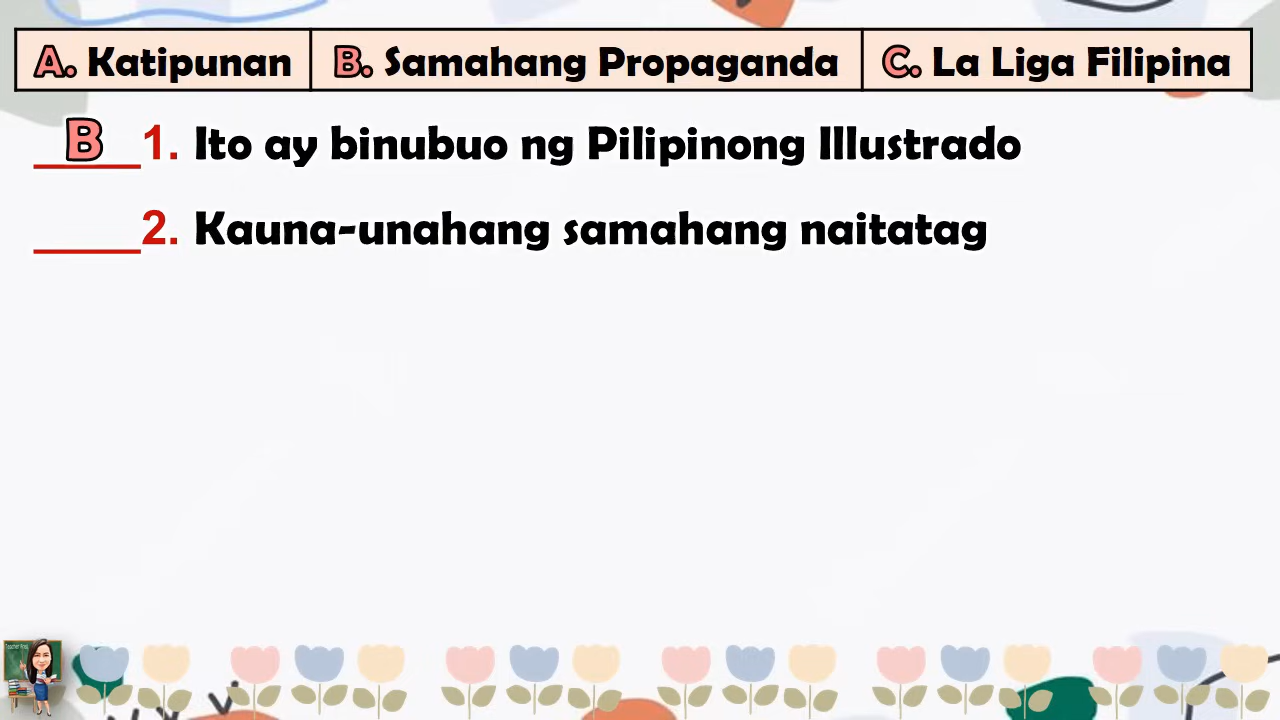 A. Katipunan B. Samahang Propaganda C. La Liga Filipina
B 1. Ito ay binubuo ng Pilipinong Illustrado
2. Kauna-unahang samahang naitatag